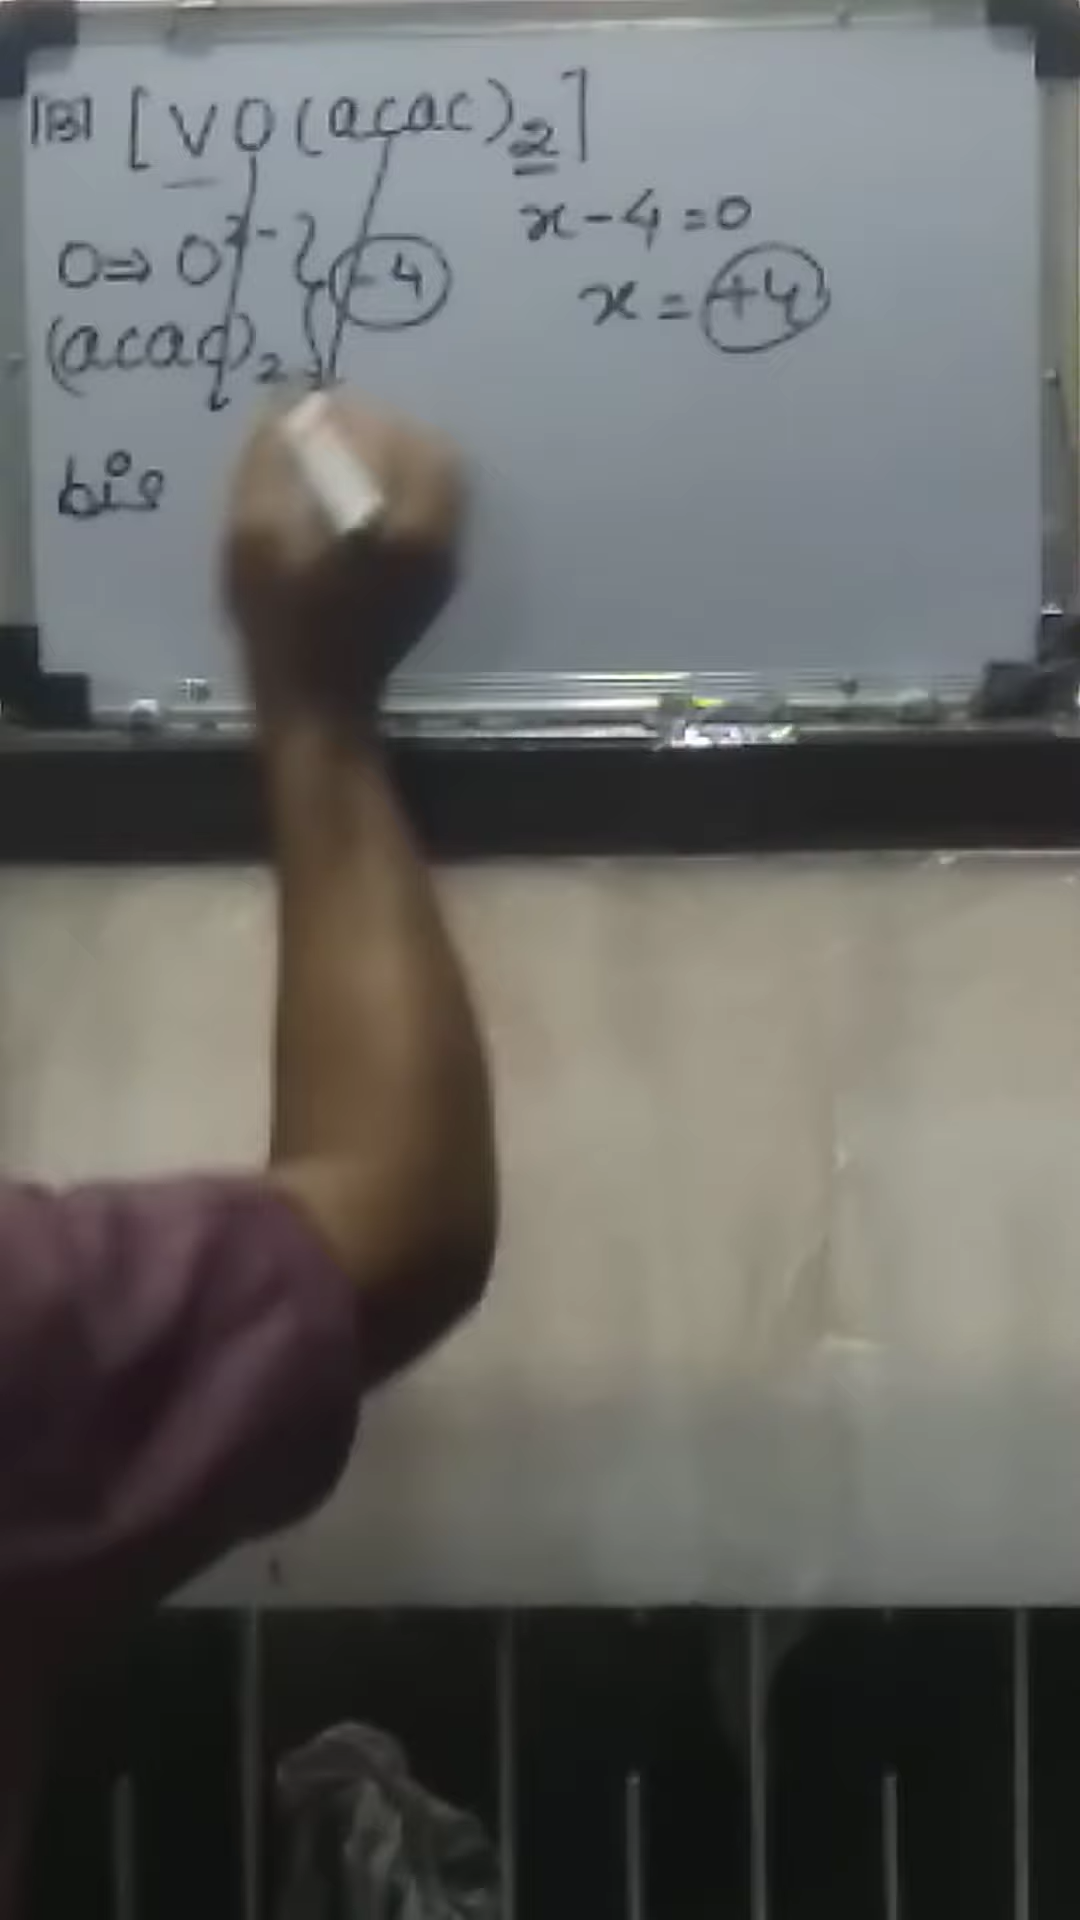 [B] [VO(acac)₂]
x-4=0
O⇒O²⁻} -4
x = +4
(acac)₂
bis